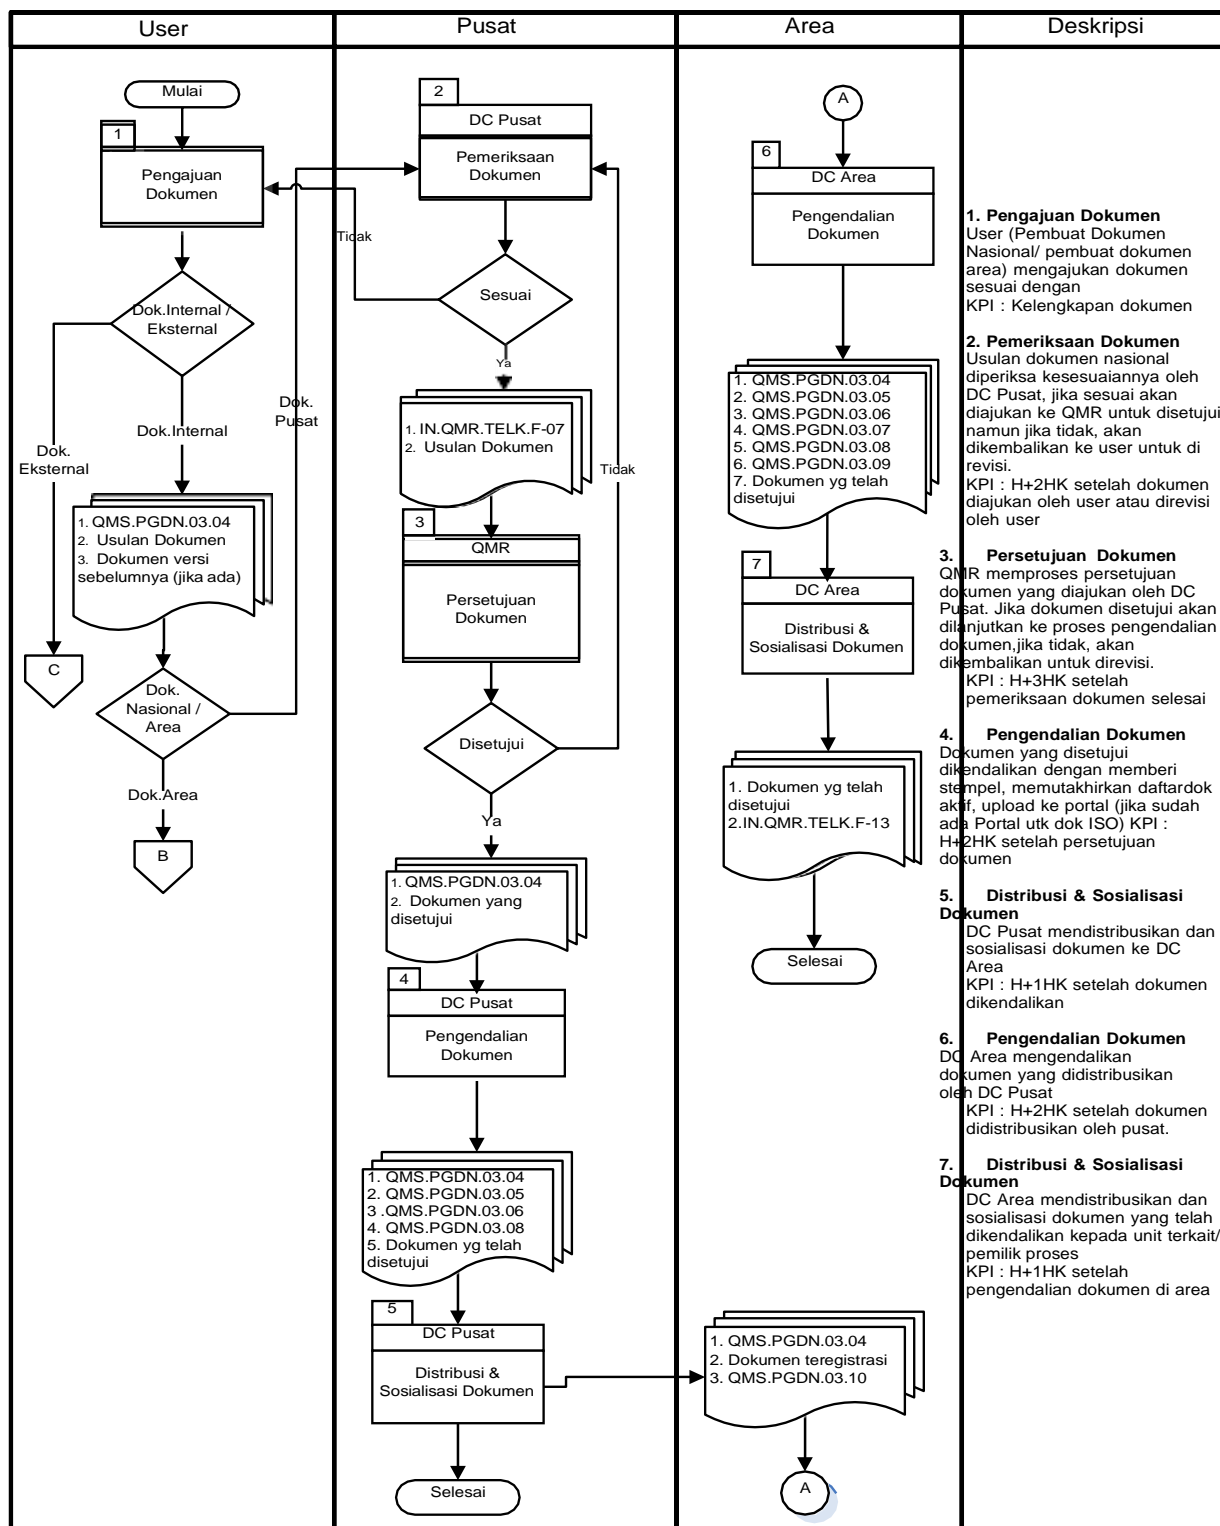 User
Pusat
Area
Deskripsi
Mulai
1
Pengajuan
Dokumen
Dok.Internal /
Eksternal
Dok.
Eksternal
Dok.Internal
1. QMS.PGDN.03.04
2. Usulan Dokumen
3. Dokumen versi
sebelumnya (jika ada)
C
Dok.
Nasional /
Area
Dok.Area
B
Dok.
Pusat
Tidak
2
DC Pusat
Pemeriksaan
Dokumen
Sesuai
Ya
1. IN.QMR.TELK.F-07
2. Usulan Dokumen
Tidak
3
QMR
Persetujuan
Dokumen
Disetujui
Ya
1. QMS.PGDN.03.04
2. Dokumen yang
disetujui
4
DC Pusat
Pengendalian
Dokumen
1. QMS.PGDN.03.04
2. QMS.PGDN.03.05
3 .QMS.PGDN.03.06
4. QMS.PGDN.03.08
5. Dokumen yg telah
disetujui
5
DC Pusat
Distribusi &
Sosialisasi Dokumen
Selesai
A
6
DC Area
Pengendalian
Dokumen
1. QMS.PGDN.03.04
2. QMS.PGDN.03.05
3. QMS.PGDN.03.06
4. QMS.PGDN.03.07
5. QMS.PGDN.03.08
6. QMS.PGDN.03.09
7. Dokumen yg telah
disetujui
7
DC Area
Distribusi &
Sosialisasi Dokumen
1. Dokumen yg telah
disetujui
2.IN.QMR.TELK.F-13
Selesai
1. QMS.PGDN.03.04
2. Dokumen teregistrasi
3. QMS.PGDN.03.10
A
1. Pengajuan Dokumen
User (Pembuat Dokumen
Nasional/ pembuat dokumen
area) mengajukan dokumen
sesuai dengan
KPI : Kelengkapan dokumen
2. Pemeriksaan Dokumen
Usulan dokumen nasional
diperiksa kesesuaiannya oleh
DC Pusat, jika sesuai akan
diajukan ke QMR untuk disetujui
namun jika tidak, akan
dikembalikan ke user untuk di
revisi.
KPI : H+2HK setelah dokumen
diajukan oleh user atau direvisi
oleh user
3. Persetujuan Dokumen
QMR memproses persetujuan
dokumen yang diajukan oleh DC
Pusat. Jika dokumen disetujui akan
dilanjutkan ke proses pengendalian
dokumen,jika tidak, akan
dikembalikan untuk direvisi.
KPI : H+3HK setelah
pemeriksaan dokumen selesai
4. Pengendalian Dokumen
Dokumen yang disetujui
dikendalikan dengan memberi
stempel, memutakhirkan daftardok
aktif, upload ke portal (jika sudah
ada Portal utk dok ISO) KPI :
H+2HK setelah persetujuan
dokumen
5. Distribusi & Sosialisasi
Dokumen
DC Pusat mendistribusikan dan
sosialisasi dokumen ke DC
Area
KPI : H+1HK setelah dokumen
dikendalikan
6. Pengendalian Dokumen
DC Area mengendalikan
dokumen yang didistribusikan
oleh DC Pusat
KPI : H+2HK setelah dokumen
didistribusikan oleh pusat.
7. Distribusi & Sosialisasi
Dokumen
DC Area mendistribusikan dan
sosialisasi dokumen yang telah
dikendalikan kepada unit terkait/
pemilik proses
KPI : H+1HK setelah
pengendalian dokumen di area